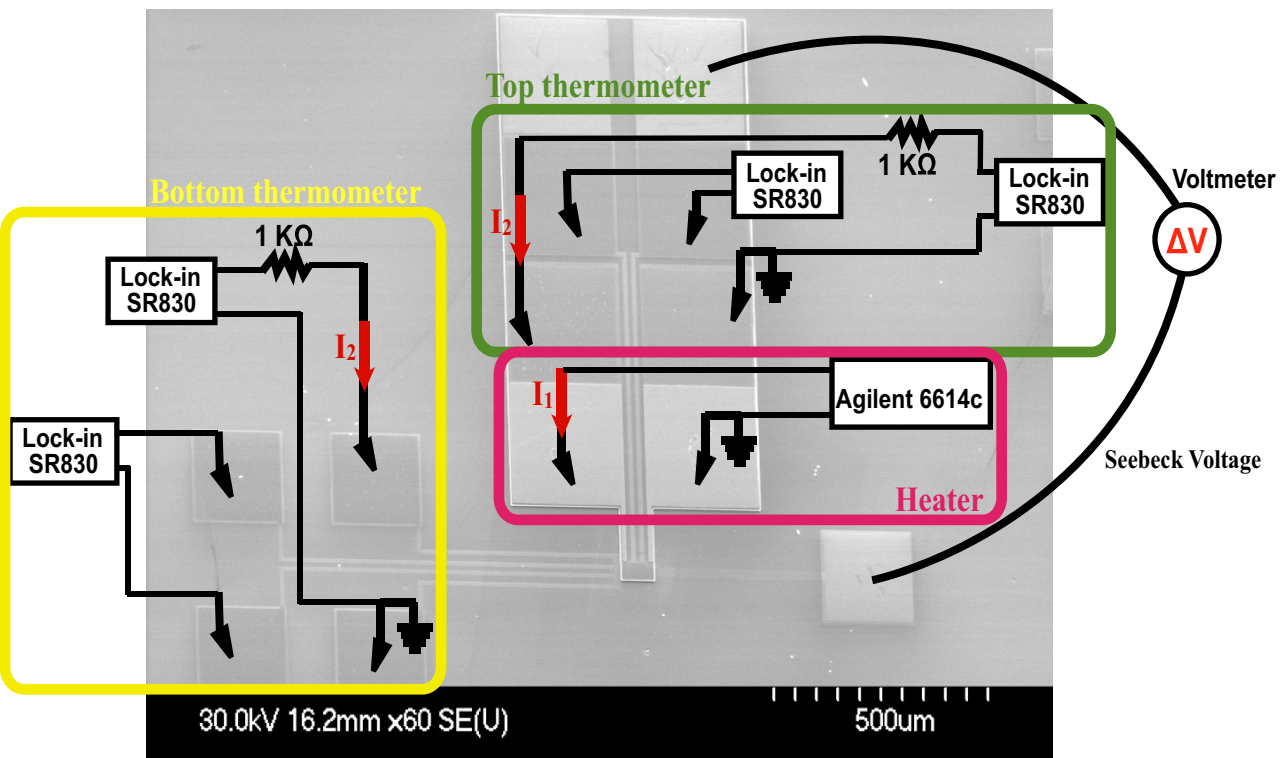 Top thermometer
1 KΩ
Lock-in
SR830
Lock-in
SR830
I2
Voltmeter
ΔV
Seebeck Voltage
Bottom thermometer
1 KΩ
Lock-in
SR830
I2
Lock-in
SR830
I1
Agilent 6614c
Heater
30.0kV 16.2mm x60 SE(U)
500um